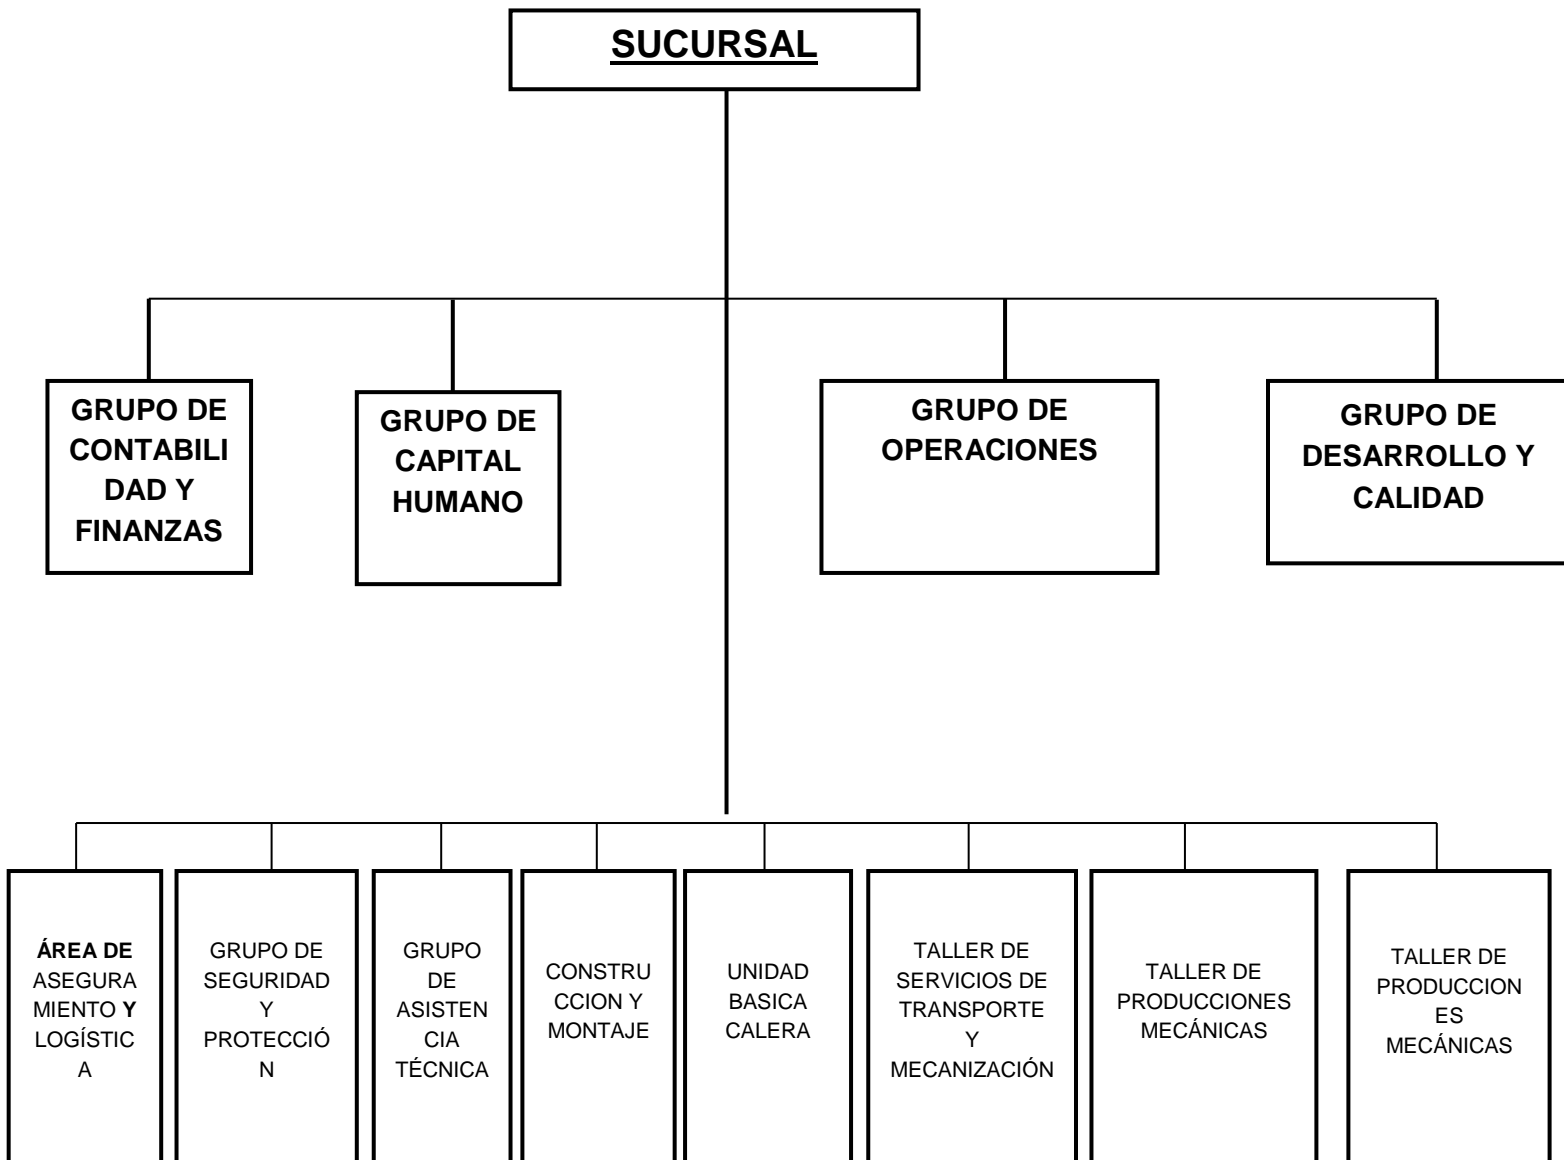 SUCURSAL
GRUPO DE
CONTABILI
DAD Y
FINANZAS
GRUPO DE
CAPITAL
HUMANO
GRUPO DE
OPERACIONES
GRUPO DE
DESARROLLO Y
CALIDAD
ÁREA DE
ASEGURA
MIENTO Y
LOGÍSTIC
A
GRUPO DE
SEGURIDAD
Y
PROTECCIÓ
N
GRUPO
DE
ASISTEN
CIA
TÉCNICA
CONSTRU
CCION Y
MONTAJE
UNIDAD
BASICA
CALERA
TALLER DE
SERVICIOS DE
TRANSPORTE
Y
MECANIZACIÓN
TALLER DE
PRODUCCIONES
MECÁNICAS
TALLER DE
PRODUCCION
ES
MECÁNICAS